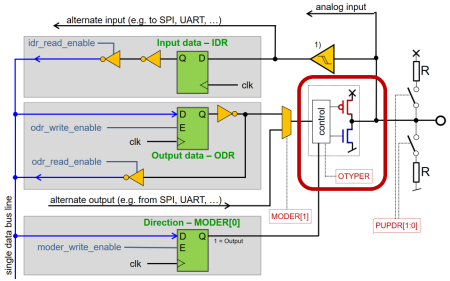 alternate input (e.g. to SPI, UART, …)
analog input
idr_read_enable
Input data – IDR
Q D
clk
1)
R
odr_write_enable
D Q
E
clk
Output data – ODR
odr_read_enable
control
OTYPER
MODER[1]
PUPDR[1:0]
R
alternate output (e.g. from SPI, UART, …)
Direction – MODER[0]
D Q
1 = Output
moder_write_enable
E
clk
single data bus line